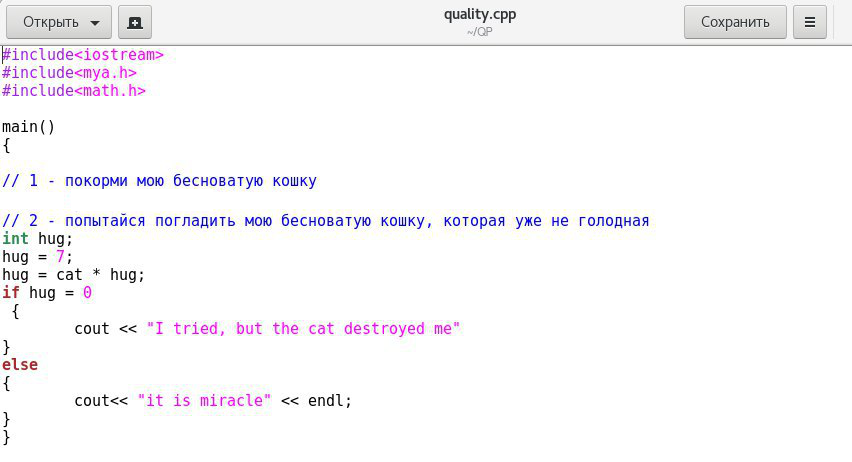 Открыть
quality.cpp
~/QP
Сохранить
#include<iostream>
#include<mya.h>
#include<math.h>
main()
{
// 1 - покорми мою бесноватую кошку
// 2 - попытайся погладить мою бесноватую кошку, которая уже не голодная
int hug;
hug = 7;
hug = cat * hug;
if hug = 0
{
cout << "I tried, but the cat destroyed me"
}
else
{
cout<< "it is miracle" << endl;
}
}